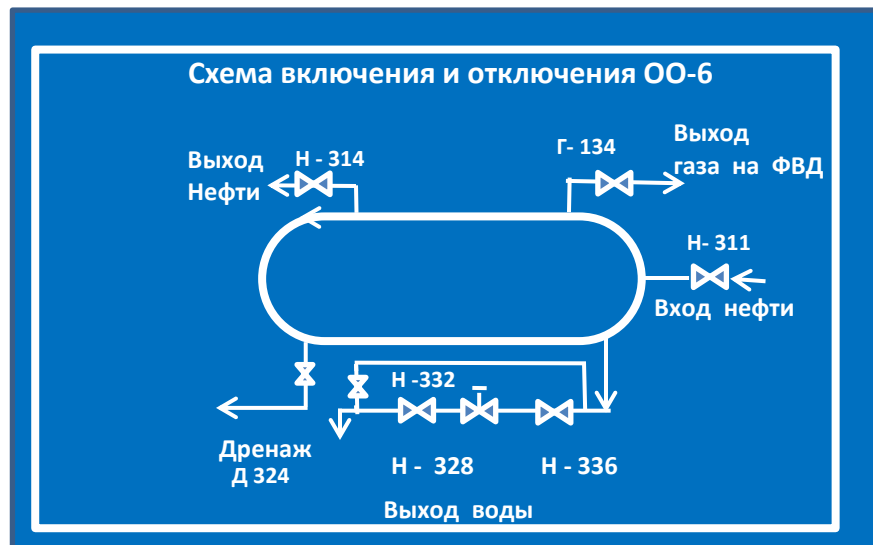 Схема включения и отключения ОО-6
Выход
Нефти
Н - 314
Г- 134
Выход
газа на ФВД
Н- 311
Вход нефти
Н -332
Дренаж
Д 324
Н - 328
Н - 336
Выход воды